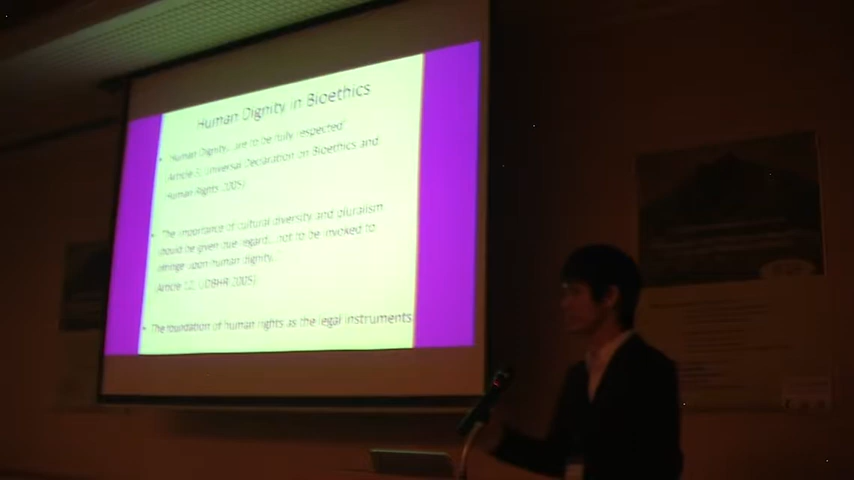 Human Dignity in Bioethics
• "Human Dignity... are to be fully respected"
(Article 3, Universal Declaration on Bioethics and
Human Rights 2005)
• "The importance of cultural diversity and pluralism
should be given due regard...not to be invoked to
infringe upon human dignity,"
(Article 12, UDBHR 2005)
• The foundation of human rights as the legal instruments